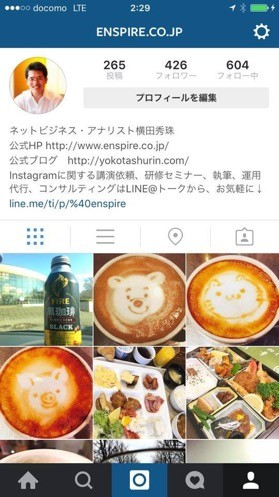 docomo LTE 2:29
ENSPIRE.CO.JP
265 426 604
投稿 フォロワー フォロー中
プロフィールを編集
ネットビジネス・アナリスト横田秀珠
公式HP http://www.enspire.co.jp/
公式ブログ http://yokotashurin.com/
Instagramに関する講演依頼、研修セミナー、執筆、運用
代行、コンサルティングはLINE@トークから、お気軽に↓
line.me/ti/p/%40enspire
FIRE
BLACK